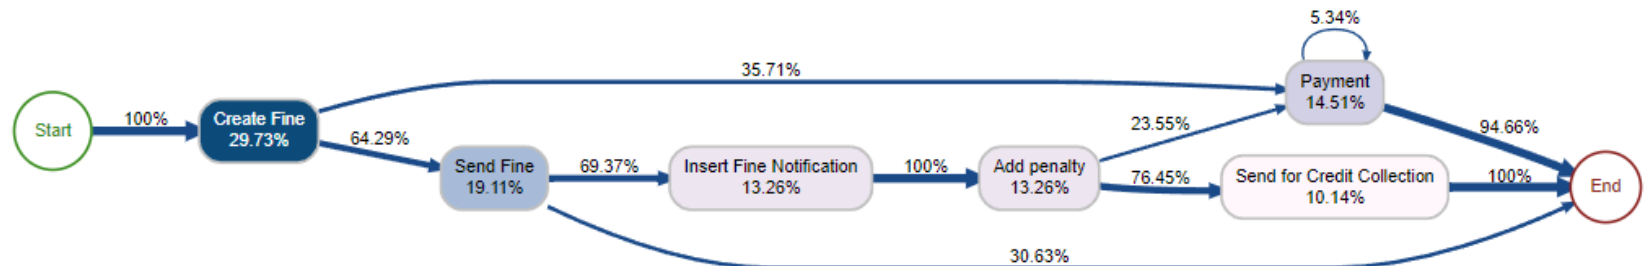 5.34%
35.71%
Payment
14.51%
Start
100%
Create Fine
29.73%
64.29%
23.55%
94.66%
Send Fine
19.11%
69.37%
Insert Fine Notification
13.26%
100%
Add penalty
13.26%
76.45%
Send for Credit Collection
10.14%
100%
End
30.63%